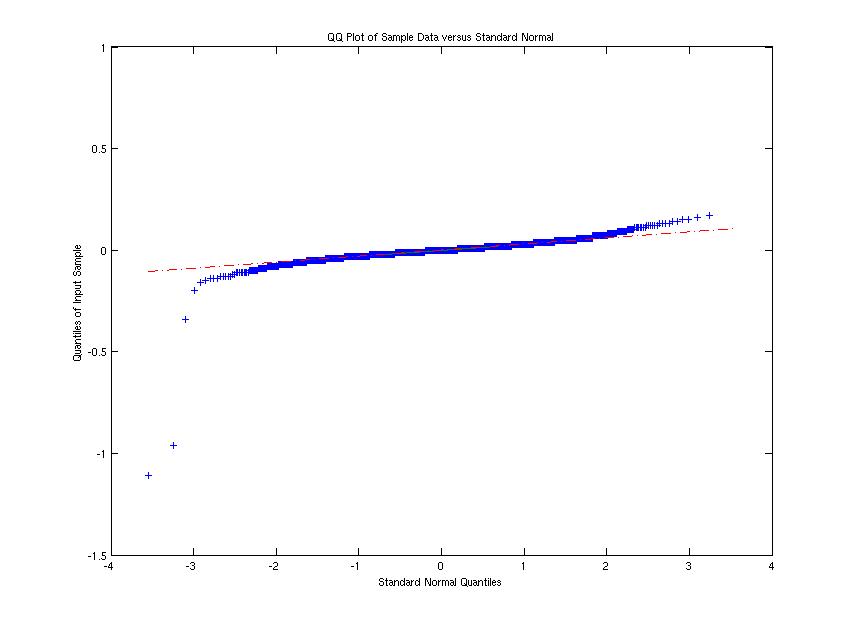 QQ Plot of Sample Data versus Standard Normal
1
0.5
0
-0.5
-1
-1.5
Quantiles of Input Sample
-4 -3 -2 -1 0 1 2 3 4
Standard Normal Quantiles